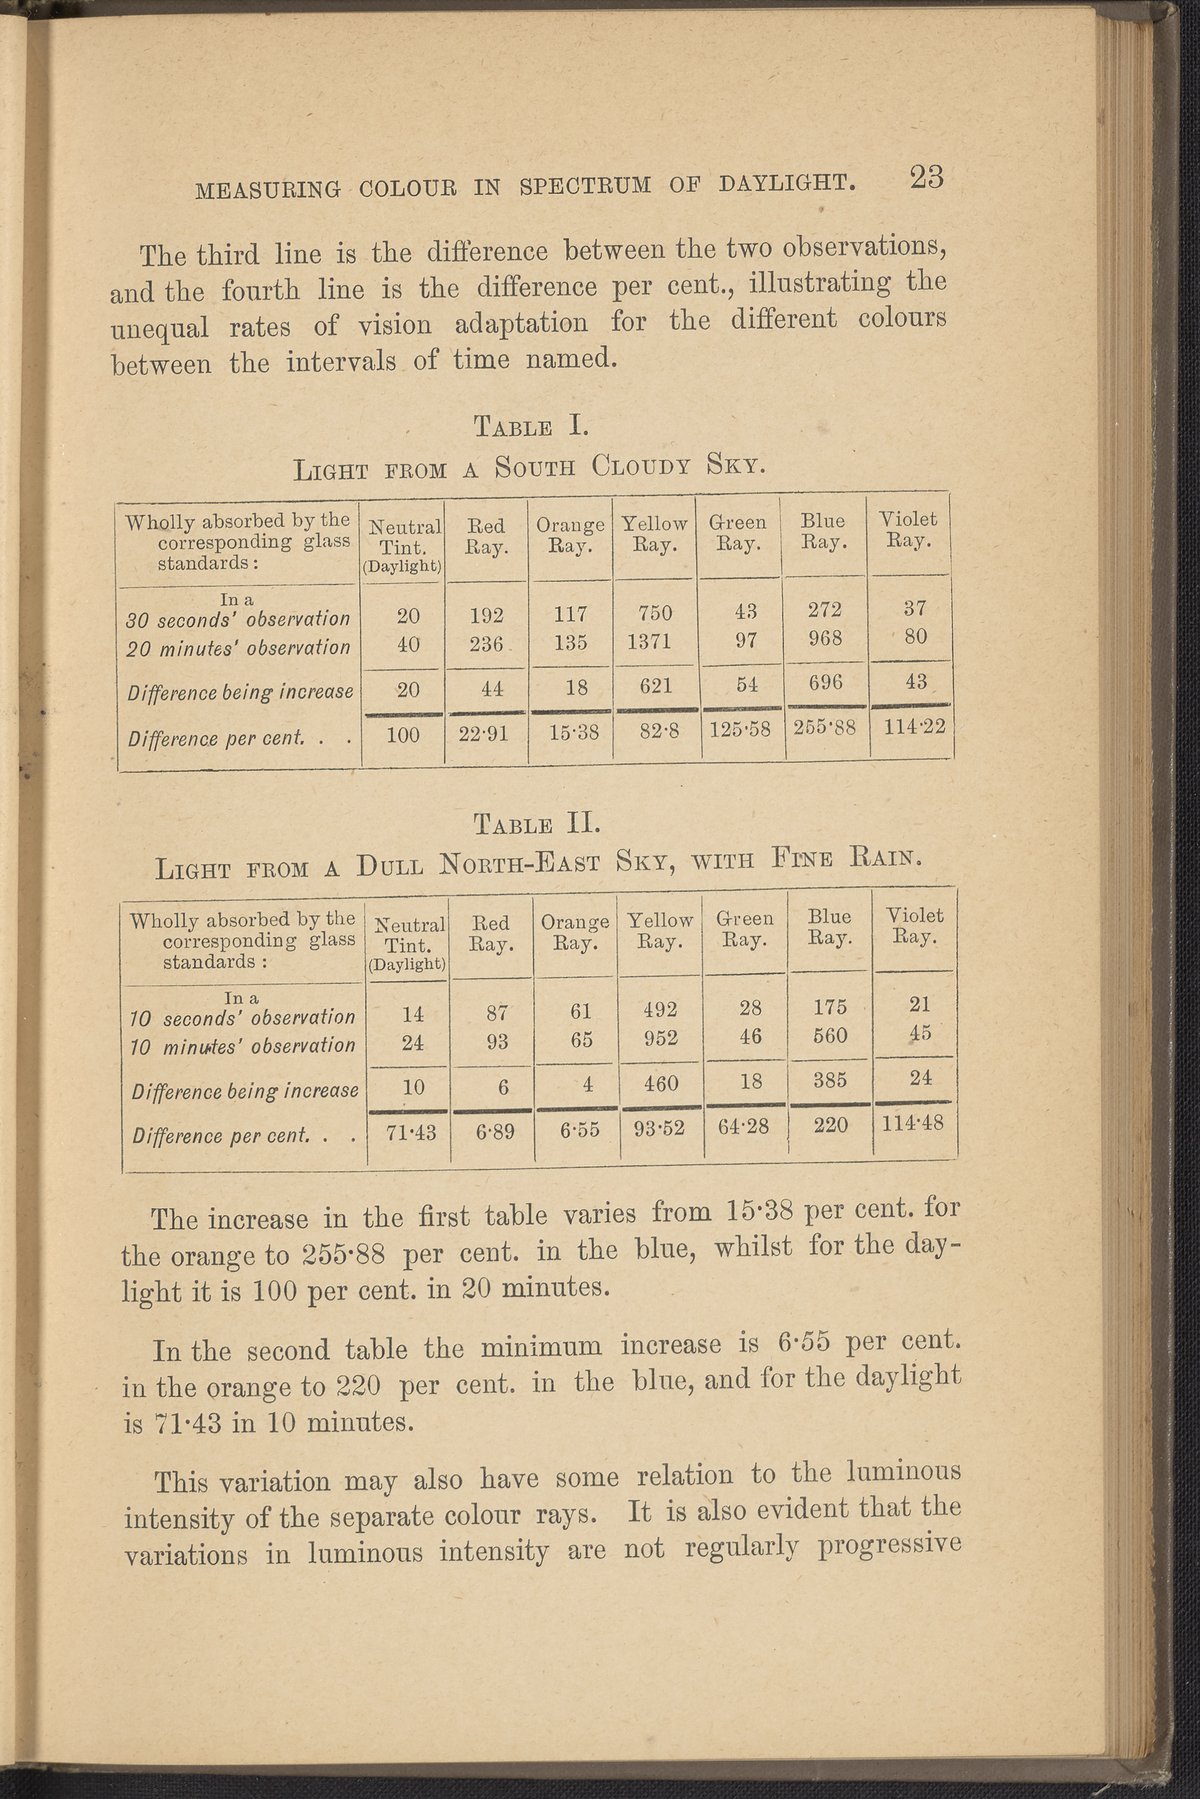 MEASURING COLOUR IN SPECTRUM OF DAYLIGHT. 23
The third line is the difference between the two observations,
and the fourth line is the difference per cent., illustrating the
unequal rates of vision adaptation for the different colours
between the intervals of time named.
TABLE I.
LIGHT FROM A SOUTH CLOUDY SKY.
Wholly absorbed by the corresponding glass standards : Neutral Tint. (Daylight) Red Ray. Orange Ray. Yellow Ray. Green Ray. Blue Ray. Violet Ray.
In a
30 seconds' observation 20 192 117 750 43 272 37
20 minutes' observation 40 236 135 1371 97 968 80
Difference being increase 20 44 18 621 54 696 43
Difference per cent. . . 100 22·91 15·38 82·8 125·58 255·88 114·22
TABLE II.
LIGHT FROM A DULL NORTH-EAST SKY, WITH FINE RAIN.
Wholly absorbed by the corresponding glass standards : Neutral Tint. (Daylight) Red Ray. Orange Ray. Yellow Ray. Green Ray. Blue Ray. Violet Ray.
In a
10 seconds' observation 14 87 61 492 28 175 21
10 minutes' observation 24 93 65 952 46 560 45
Difference being increase 10 6 4 460 18 385 24
Difference per cent. . . 71·43 6·89 6·55 93·52 64·28 220 114·48
The increase in the first table varies from 15·38 per cent. for
the orange to 255·88 per cent. in the blue, whilst for the day-
light it is 100 per cent. in 20 minutes.
In the second table the minimum increase is 6·55 per cent.
in the orange to 220 per cent. in the blue, and for the daylight
is 71·43 in 10 minutes.
This variation may also have some relation to the luminous
intensity of the separate colour rays. It is also evident that the
variations in luminous intensity are not regularly progressive